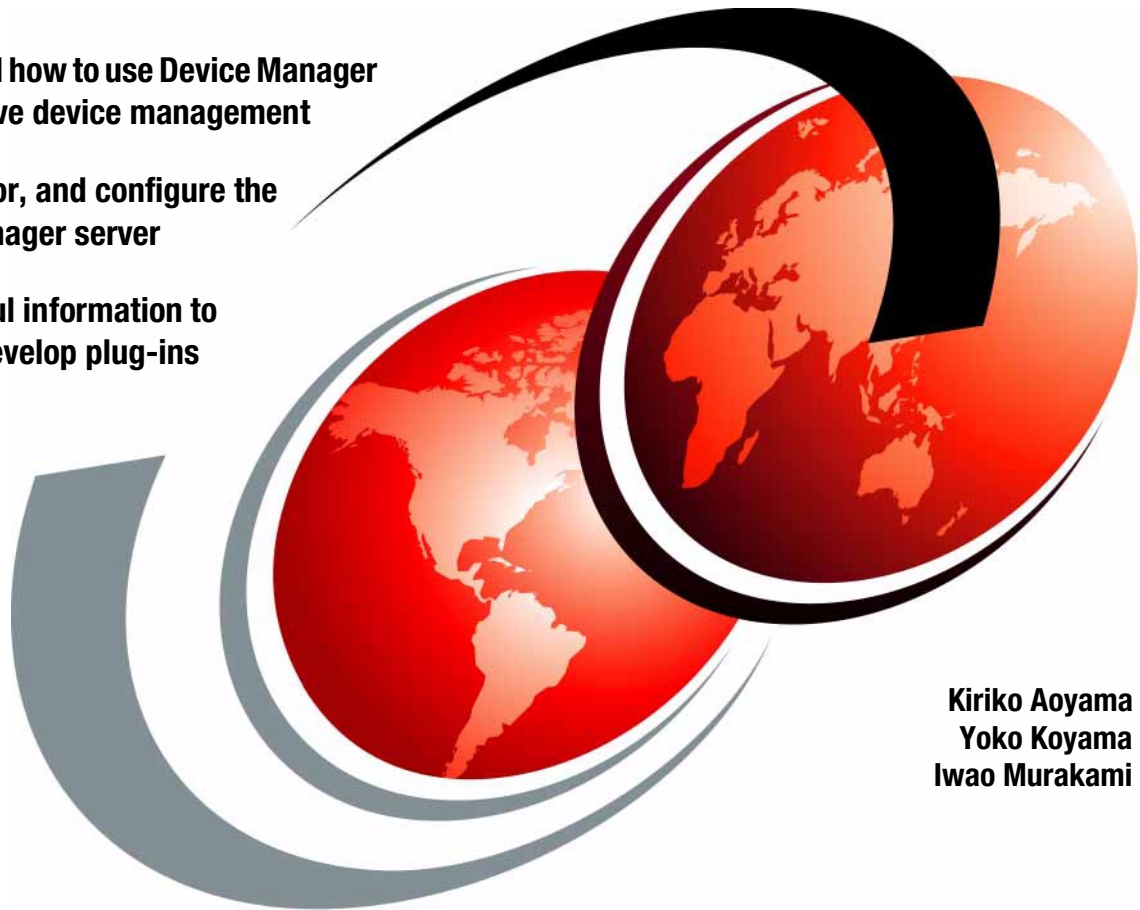 how to use Device Manager
ve device management
or, and configure the
nager server
ul information to
evelop plug-ins
Kiriko Aoyama
Yoko Koyama
Iwao Murakami